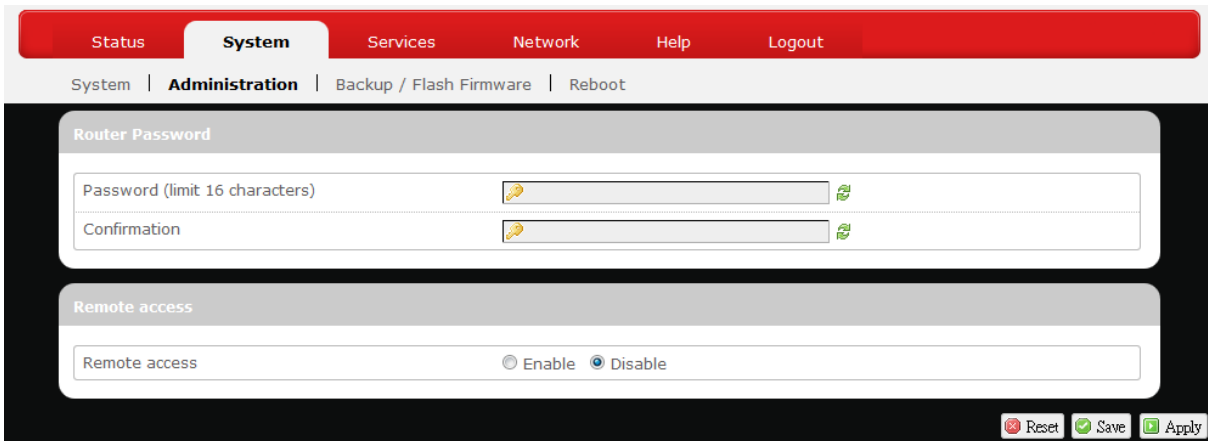 Status System Services Network Help Logout
System | Administration | Backup / Flash Firmware | Reboot
Router Password
Password (limit 16 characters)
Confirmation
Remote access
Remote access Enable Disable
Reset Save Apply